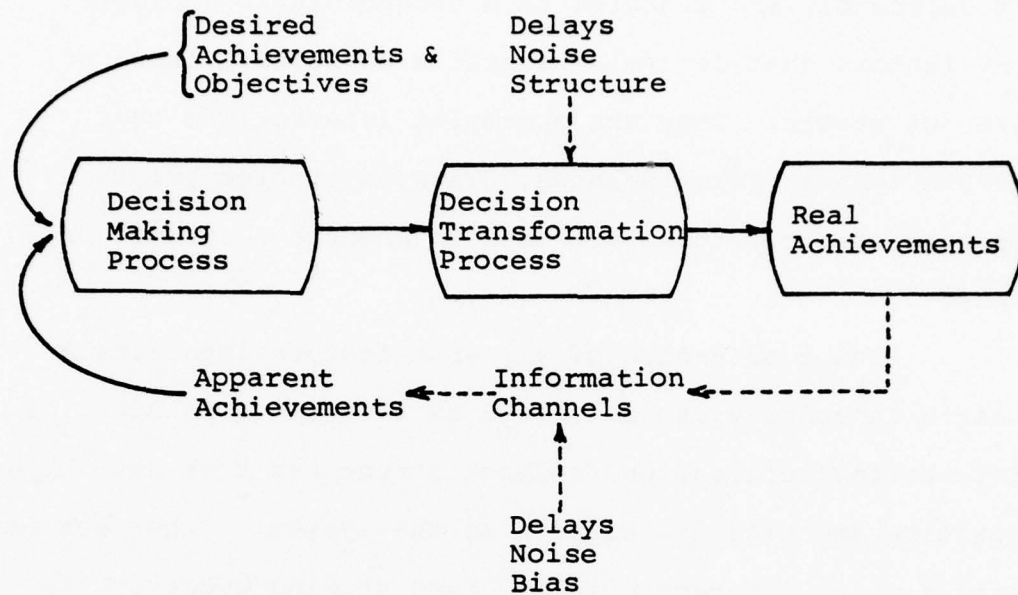 Desired
Achievements &
Objectives
Delays
Noise
Structure
Decision
Making
Process
Decision
Transformation
Process
Real
Achievements
Apparent
Achievements
Information
Channels
Delays
Noise
Bias